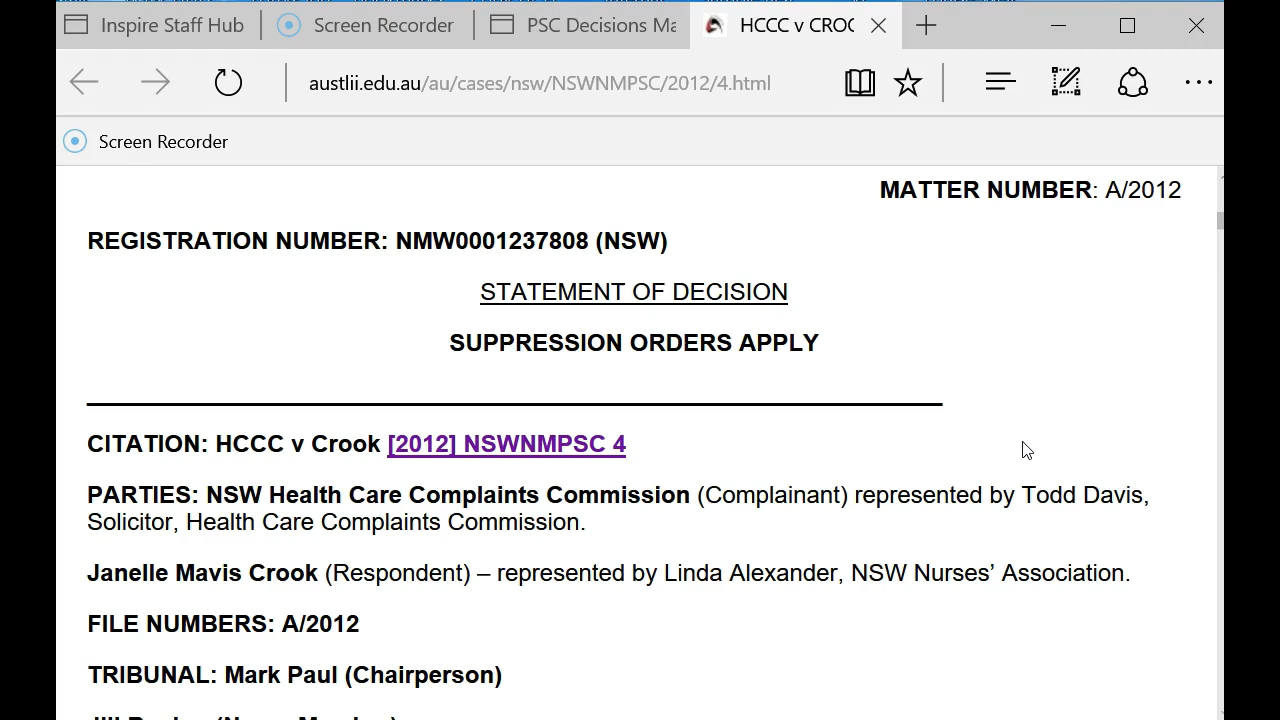 Inspire Staff Hub
Screen Recorder
PSC Decisions Ma
HCCC v CROO
austlii.edu.au/au/cases/nsw/NSWNMPSC/2012/4.html
Screen Recorder
MATTER NUMBER: A/2012
REGISTRATION NUMBER: NMW0001237808 (NSW)
STATEMENT OF DECISION
SUPPRESSION ORDERS APPLY
CITATION: HCCC v Crook [2012] NSWNMPSC 4
PARTIES: NSW Health Care Complaints Commission (Complainant) represented by Todd Davis,
Solicitor, Health Care Complaints Commission.
Janelle Mavis Crook (Respondent) – represented by Linda Alexander, NSW Nurses’ Association.
FILE NUMBERS: A/2012
TRIBUNAL: Mark Paul (Chairperson)